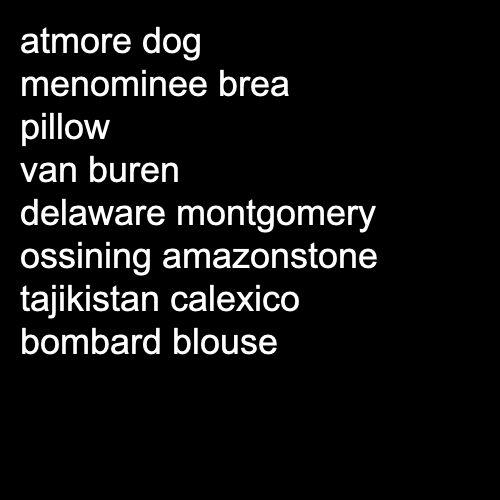 atmore dog
menominee brea
pillow
van buren
delaware montgomery
ossining amazonstone
tajikistan calexico
bombard blouse